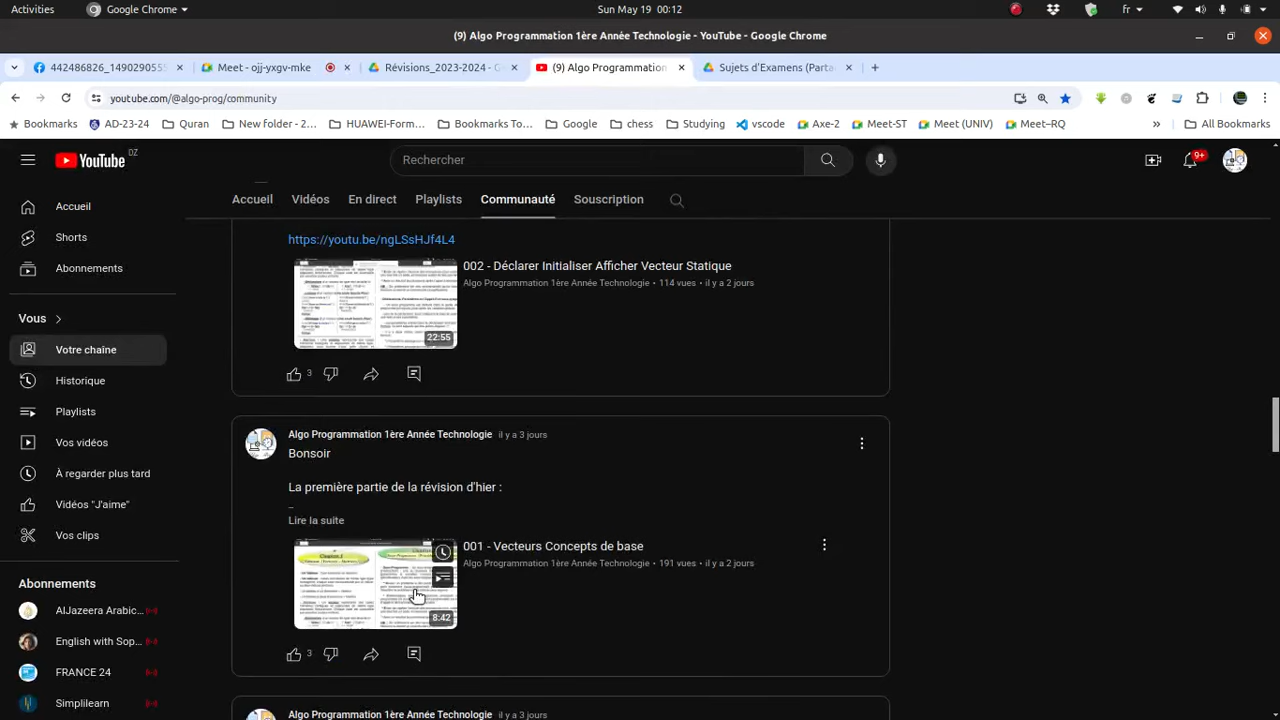 Activities
Google Chrome
Sun May 19 00:12
fr
(9) Algo Programmation 1ère Année Technologie - YouTube - Google Chrome
442486826_149029055
Meet - ojj-yxgv-mke
Révisions_2023-2024 - G
(9) Algo Programmation
Sujets d'Examens (Parta
youtube.com/@algo-prog/community
Bookmarks
AD-23-24
Quran
New folder - 2...
HUAWEI-Form...
Bookmarks To...
Google
chess
Studying
vscode
Axe-2
Meet-ST
Meet (UNIV)
Meet–RQ
»
All Bookmarks
YouTube DZ
Rechercher
9+
Accueil
Vidéos
En direct
Playlists
Communauté
Souscription
Accueil
Shorts
Abonnements
Vous
Historique
Playlists
Vos vidéos
À regarder plus tard
Vidéos "J'aime"
Vos clips
Abonnements
English with Sop...
FRANCE 24
Simplilearn
https://youtu.be/ngLSsHJf4L4
002 - Déclarer Initialiser Afficher Vecteur Statique
Algo Programmation 1ère Année Technologie • 114 vues • il y a 2 jours
22:55
3
Algo Programmation 1ère Année Technologie il y a 3 jours
Bonsoir
La première partie de la révision d'hier :
Lire la suite
001 - Vecteurs Concepts de base
Programmation 1ère Année Technologie • 191 vues • il y a 2 jours
8:42
3
Algo Programmation 1ère Année Technologie il y a 3 jours